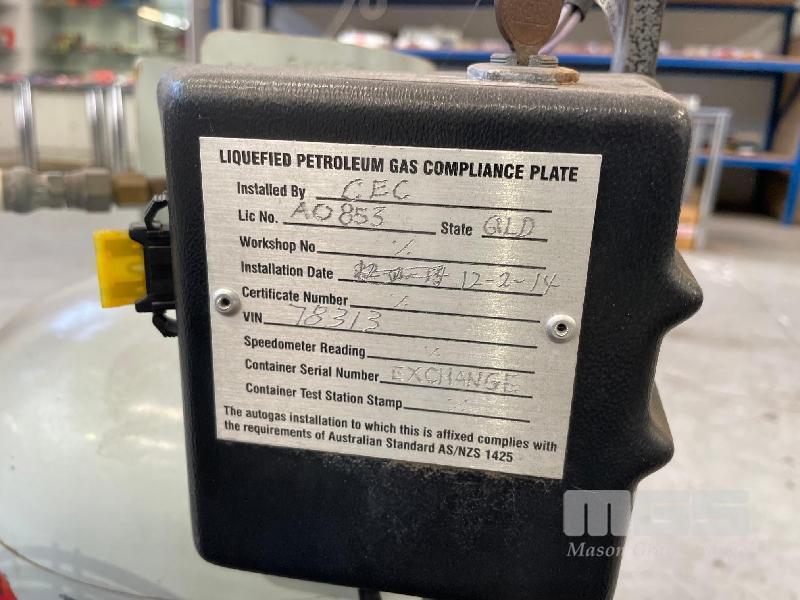 LIQUEFIED PETROLEUM GAS COMPLIANCE PLATE
Installed By CEC
Lic No. AO853 State QLD
Workshop No ⁒
Installation Date 12-2-14
Certificate Number ⁒
VIN 78313
Speedometer Reading
Container Serial Number EXCHANGE
Container Test Station Stamp
The autogas installation to which this is affixed complies with
the requirements of Australian Standard AS/NZS 1425
MGS
Mason